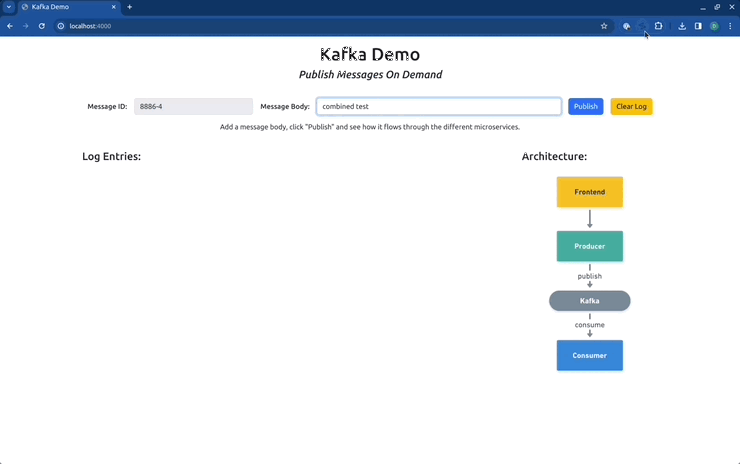 Kafka Demo
localhost:4000
Kafka Demo
Publish Messages On Demand
Message ID: 8886-4 Message Body: combined test Publish Clear Log
Add a message body, click "Publish" and see how it flows through the different microservices.
Log Entries:
Architecture:
Frontend
Producer
publish
Kafka
consume
Consumer